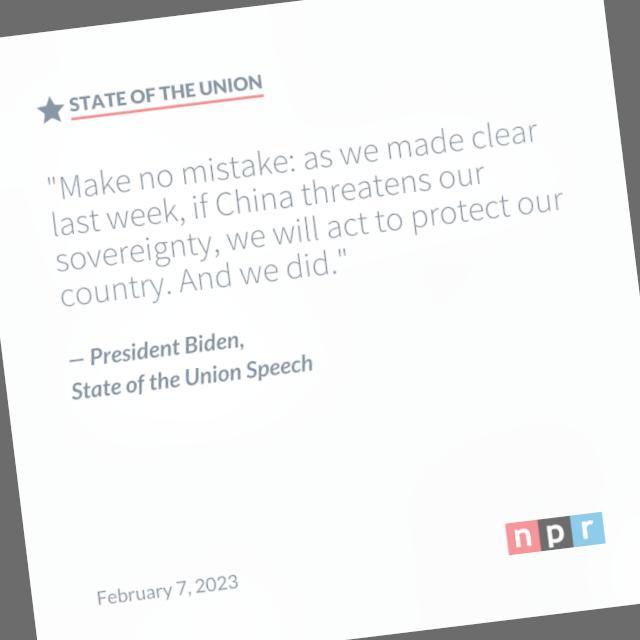 STATE OF THE UNION
"Make no mistake: as we made clear
last week, if China threatens our
sovereignty, we will act to protect our
country. And we did."
— President Biden,
State of the Union Speech
npr
February 7, 2023